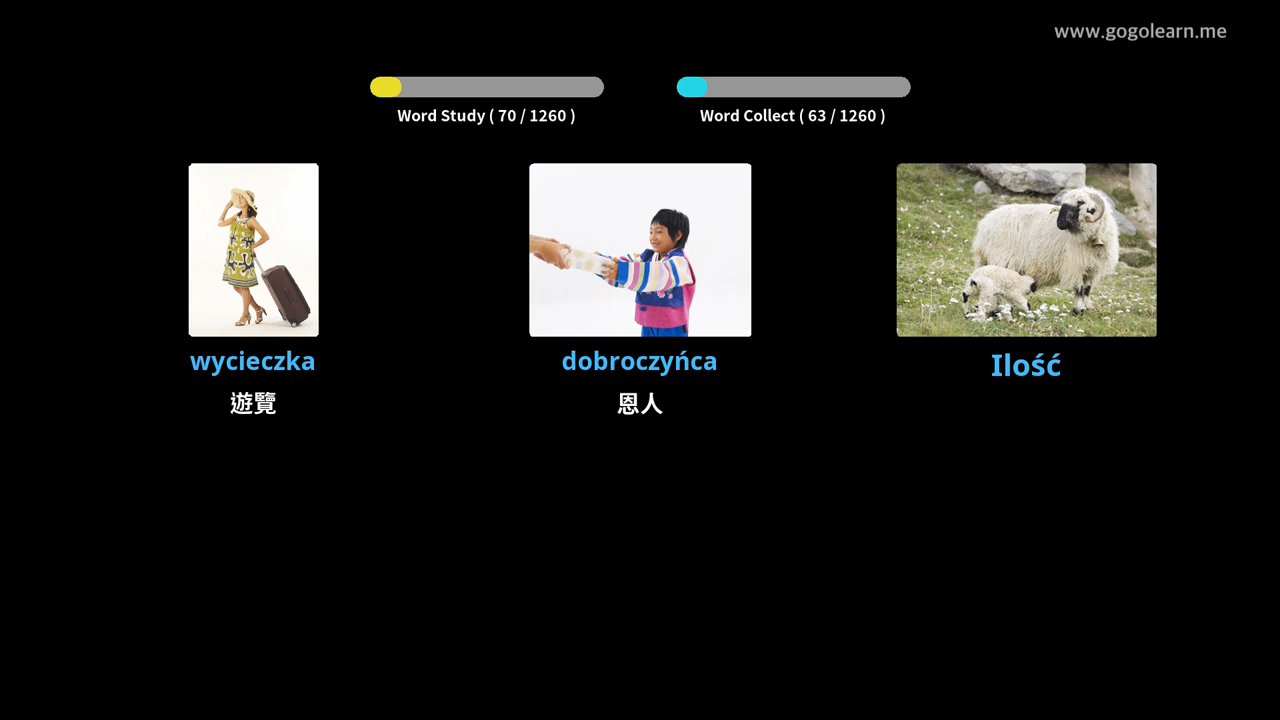 www.gogolearn.me
Word Study ( 70 / 1260 )
Word Collect ( 63 / 1260 )
wycieczka
遊覽
dobroczyńca
恩人
Ilość